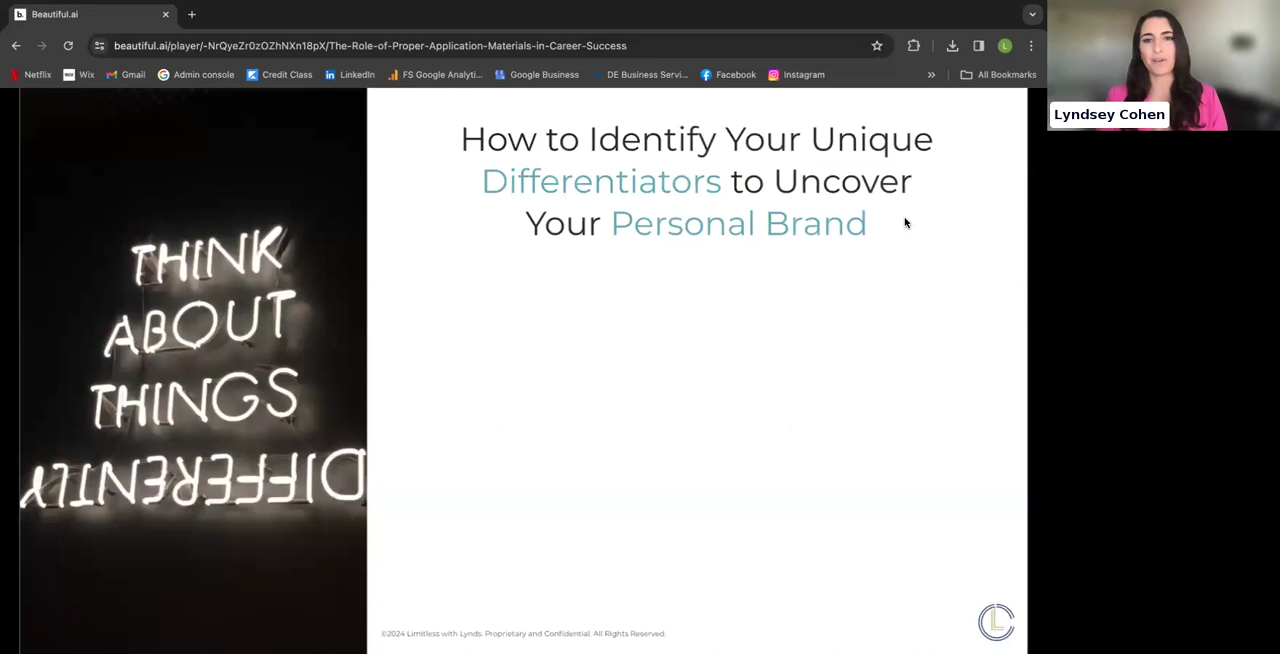 Beautiful.ai
beautiful.ai/player/-NrQyeZr0zOZhNXn18pX/The-Role-of-Proper-Application-Materials-in-Career-Success
Netflix
Wix
Gmail
Admin console
Credit Class
LinkedIn
FS Google Analyti...
Google Business
DE Business Servi...
Facebook
Instagram
»
All Bookmarks
Lyndsey Cohen
THINK
ABOUT
THINGS
DIFFERENTLY
How to Identify Your Unique
Differentiators to Uncover
Your Personal Brand
©2024 Limitless with Lynds. Proprietary and Confidential. All Rights Reserved.